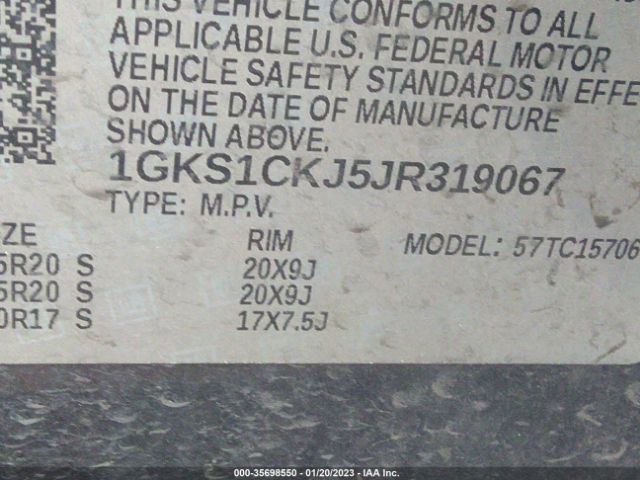 THIS VEHICLE CONFORMS TO ALL
APPLICABLE U.S. FEDERAL MOTOR
VEHICLE SAFETY STANDARDS IN EFFE
ON THE DATE OF MANUFACTURE
SHOWN ABOVE.
1GKS1CKJ5JR319067
TYPE: M.P.V.
ZE RIM MODEL: 57TC15706
5R20 S 20X9J
5R20 S 20X9J
0R17 S 17X7.5J
000-35698550 - 01/20/2023 - IAA Inc.